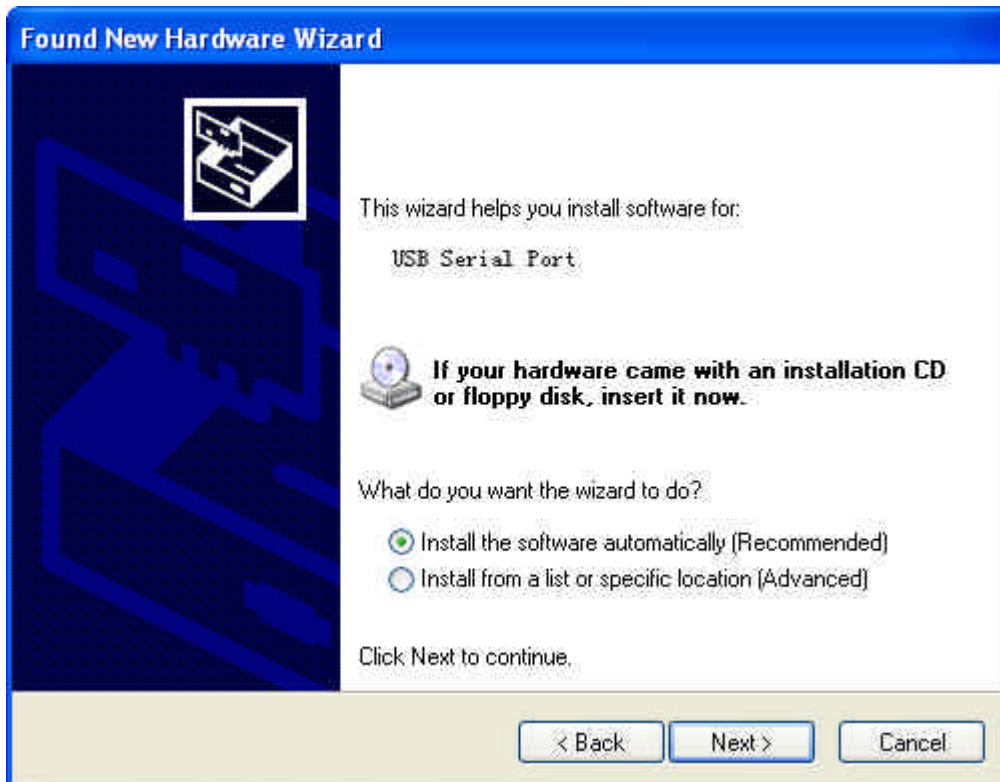 Found New Hardware Wizard
This wizard helps you install software for:
USB Serial Port
If your hardware came with an installation CD
or floppy disk, insert it now.
What do you want the wizard to do?
Install the software automatically (Recommended)
Install from a list or specific location (Advanced)
Click Next to continue.
< Back
Next >
Cancel